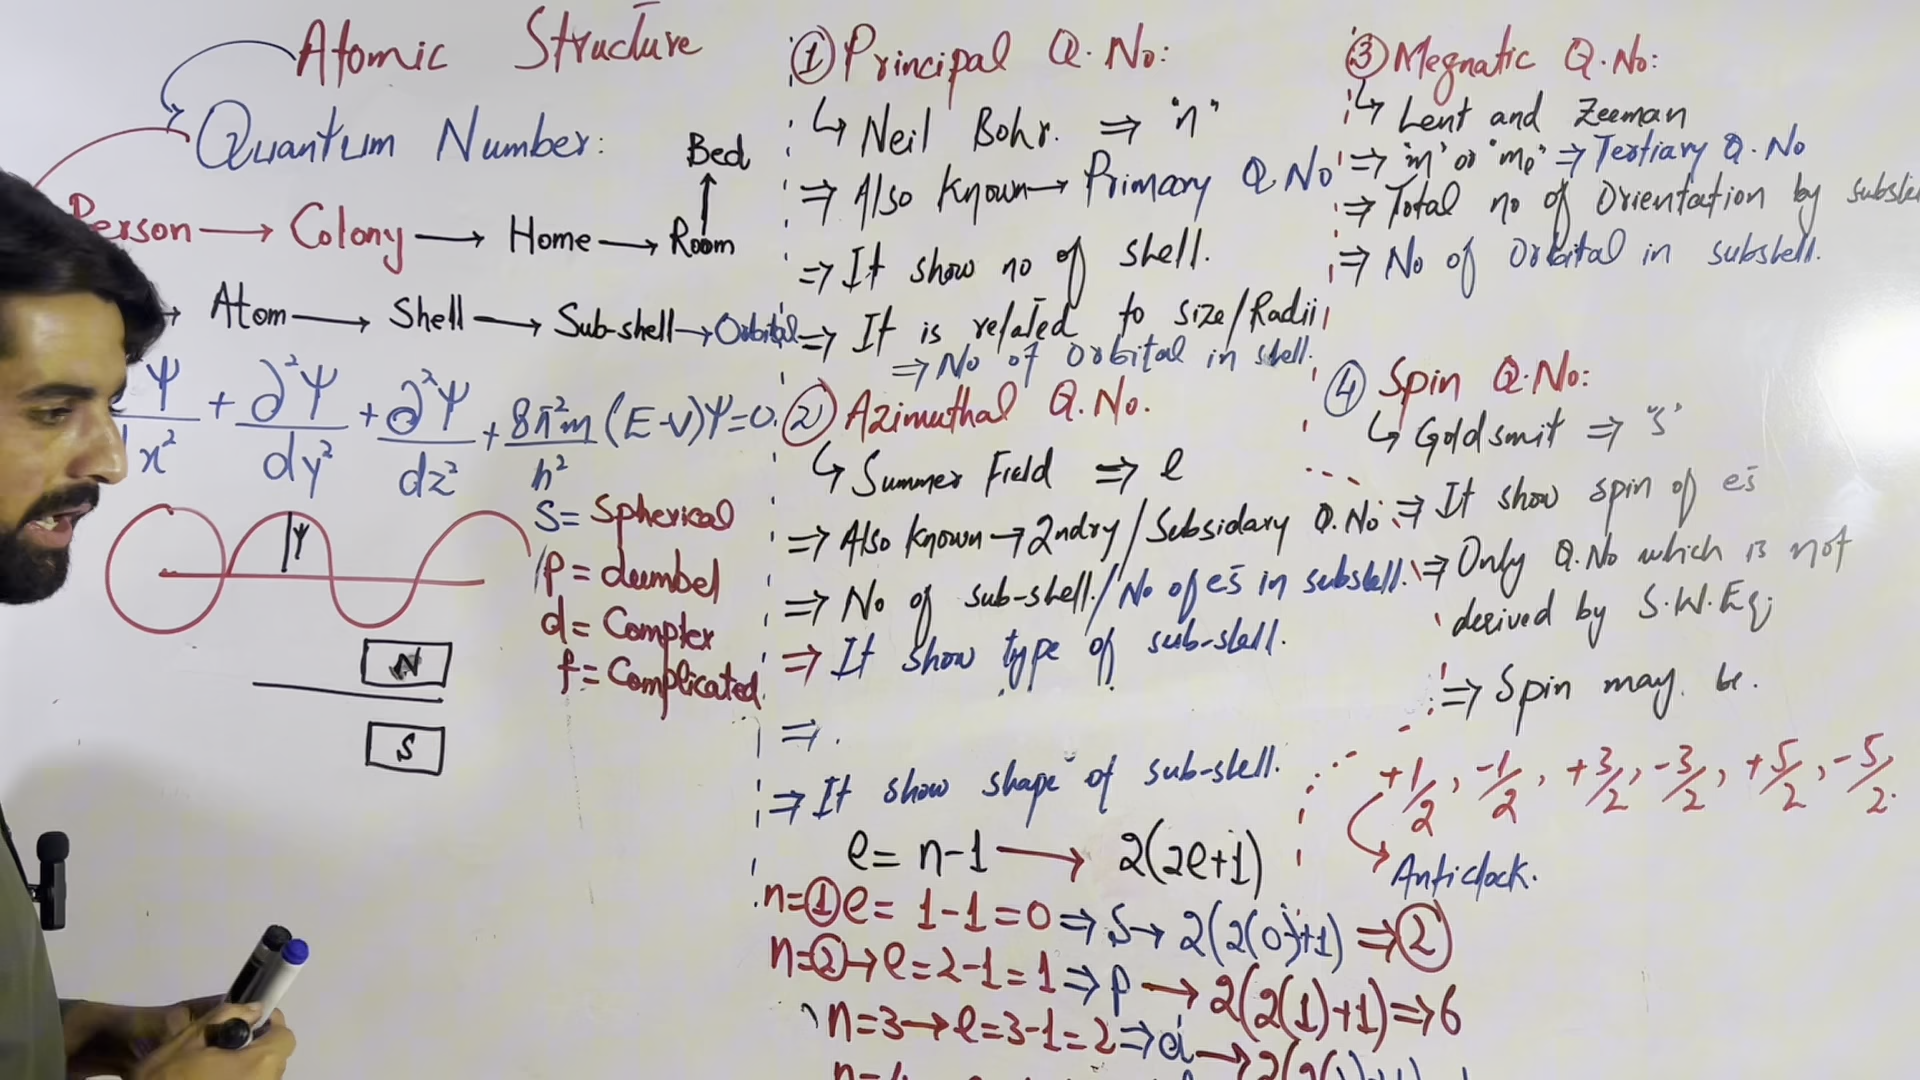 Atomic Structure
Quantum Number:
Bed
Person → Colony → Home → Room
Atom → Shell → Sub-shell → Orbital
Ψ/x² + ∂²Ψ/dy² + ∂²Ψ/dz² + 8π²m/h² (E-V)Ψ=0
Ψ
S= Spherical
p= dumbel
d= Complex
f= Complicated
N
S
① Principal Q.No:
↳ Neil Bohr. ⇒ "n"
⇒ Also Known → Primary Q.No
⇒ It show no of shell.
⇒ It is related to size/Radii
⇒ No of orbital in shell.
② Azimuthal Q.No.
↳ Summer Field ⇒ l
⇒ Also Known → 2ndry/Subsidary Q.No
⇒ No of sub-shell./No of es in subshell.
⇒ It show type of sub-shell.
⇒.
⇒ It show shape of sub-shell.
l= n-1 → 2(2l+1)
n=① l= 1-1=0 ⇒ S → 2(2(0)+1) ⇒ ②
n=② → l=2-1=1 ⇒ p → 2(2(1)+1) ⇒ 6
n=3 → l=3-1=2 ⇒ d → 2(2(
n=
③ Megnatic Q.No:
↳ Lent and Zeeman
⇒ "m" or "ml" ⇒ Tertiary Q.No
⇒ Total no of Orientation by subshe
⇒ No of Orbital in subshell.
④ Spin Q.No:
↳ Goldsmit ⇒ "S"
⇒ It show spin of es
⇒ Only Q.No which is not
derived by S.W.Eq;
⇒ Spin may be.
+1/2, -1/2, +3/2, -3/2, +5/2, -5/2.
Anticlock.